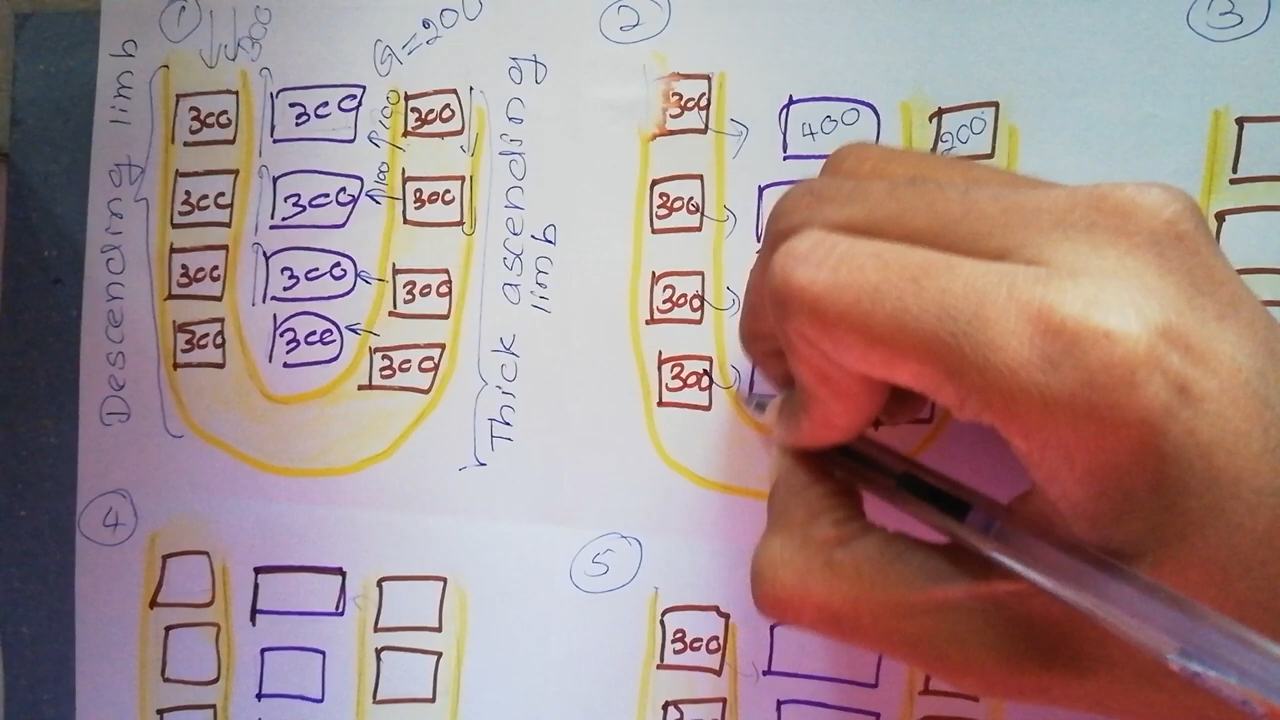 1
300
G=200
Descending limb
300 300 100 300
300 300 100 300
300 300 300
300 300 300
Thick ascending
limb
2
300 400 200
300
300
300
3
4
5
300
300